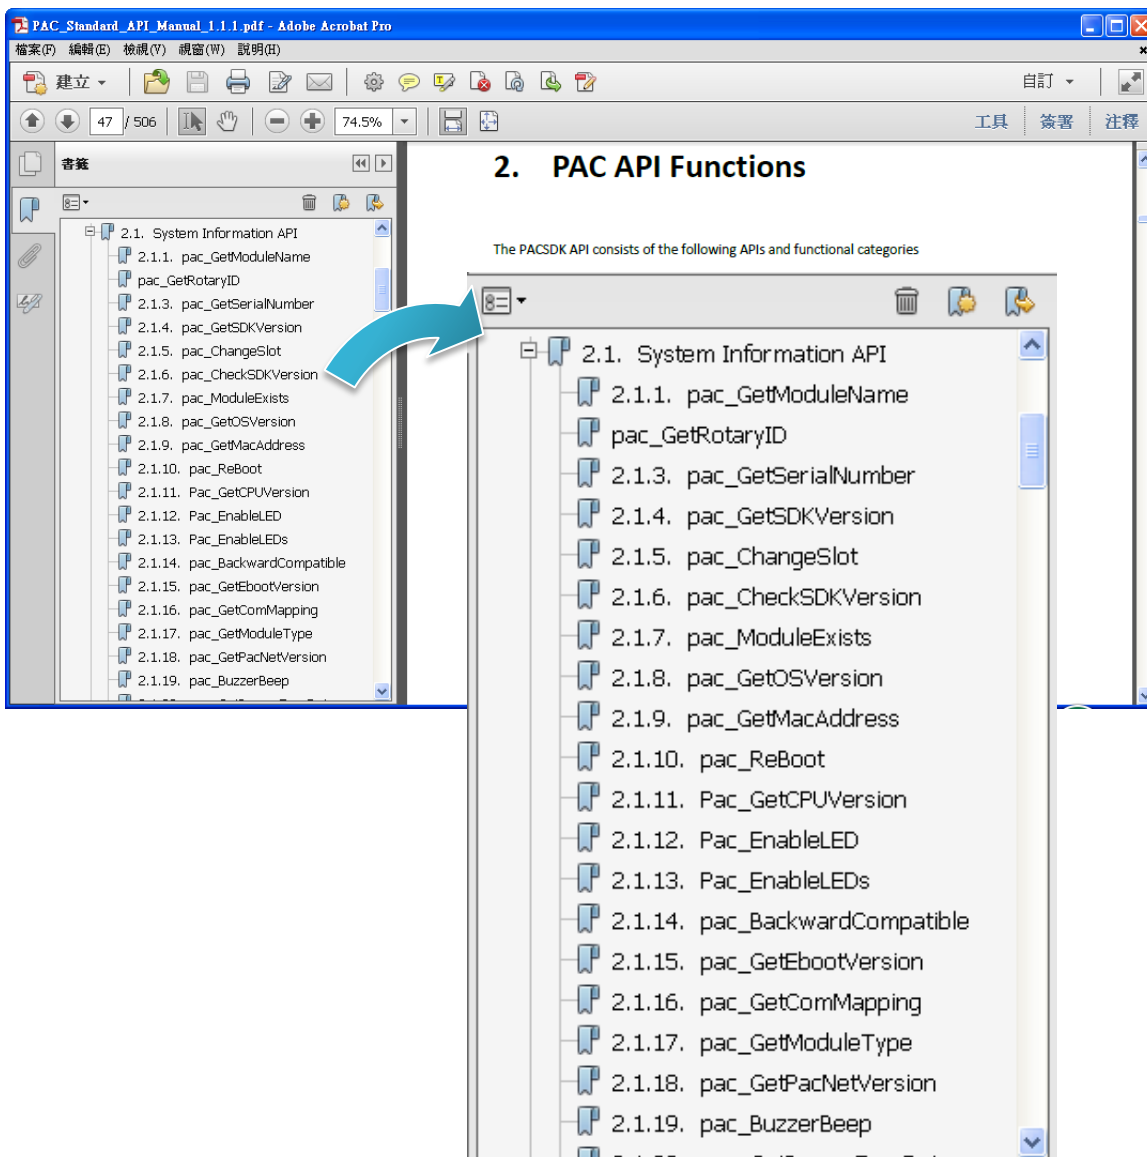 PAC_Standard_API_Manual_1.1.1.pdf - Adobe Acrobat Pro
檔案(F) 編輯(E) 檢視(V) 視窗(W) 說明(H)
建立
自訂
47 / 506
74.5%
工具 簽署 注釋
書籤
2.1. System Information API
2.1.1. pac_GetModuleName
pac_GetRotaryID
2.1.3. pac_GetSerialNumber
2.1.4. pac_GetSDKVersion
2.1.5. pac_ChangeSlot
2.1.6. pac_CheckSDKVersion
2.1.7. pac_ModuleExists
2.1.8. pac_GetOSVersion
2.1.9. pac_GetMacAddress
2.1.10. pac_ReBoot
2.1.11. Pac_GetCPUVersion
2.1.12. Pac_EnableLED
2.1.13. Pac_EnableLEDs
2.1.14. pac_BackwardCompatible
2.1.15. pac_GetEbootVersion
2.1.16. pac_GetComMapping
2.1.17. pac_GetModuleType
2.1.18. pac_GetPacNetVersion
2.1.19. pac_BuzzerBeep
2. PAC API Functions
The PACSDK API consists of the following APIs and functional categories
2.1. System Information API
2.1.1. pac_GetModuleName
pac_GetRotaryID
2.1.3. pac_GetSerialNumber
2.1.4. pac_GetSDKVersion
2.1.5. pac_ChangeSlot
2.1.6. pac_CheckSDKVersion
2.1.7. pac_ModuleExists
2.1.8. pac_GetOSVersion
2.1.9. pac_GetMacAddress
2.1.10. pac_ReBoot
2.1.11. Pac_GetCPUVersion
2.1.12. Pac_EnableLED
2.1.13. Pac_EnableLEDs
2.1.14. pac_BackwardCompatible
2.1.15. pac_GetEbootVersion
2.1.16. pac_GetComMapping
2.1.17. pac_GetModuleType
2.1.18. pac_GetPacNetVersion
2.1.19. pac_BuzzerBeep